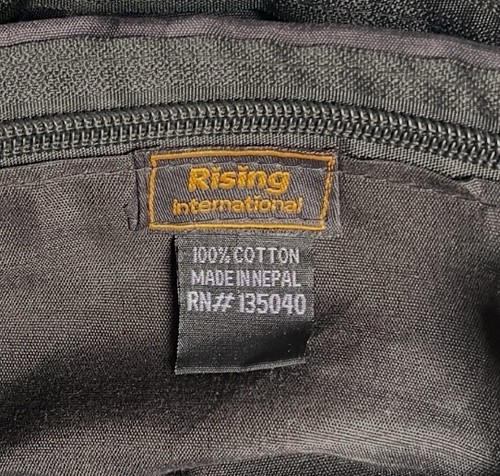 Rising
international
100% COTTON
MADE IN NEPAL
RN# 135040